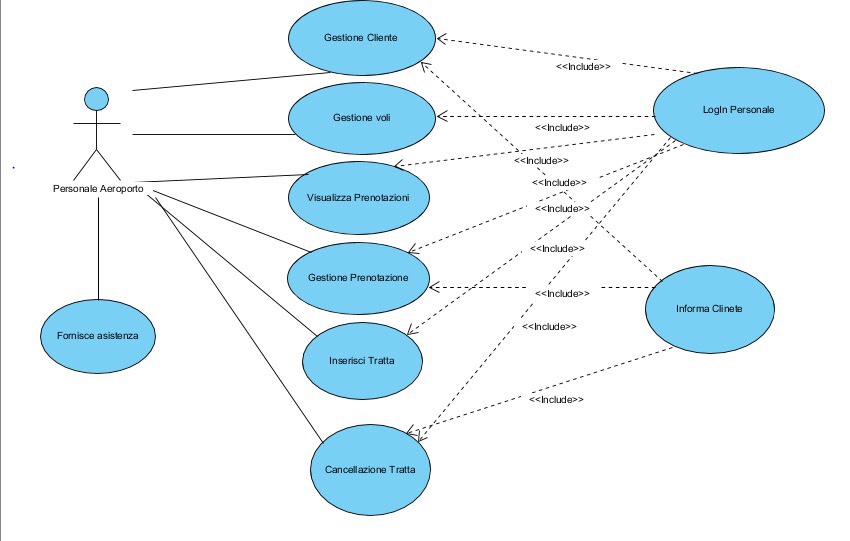 Gestione Cliente
<<Include>>
LogIn Personale
Gestione voli
<<Include>>
<<Include>>
<<Include>>
Personale Aeroporto
Visualizza Prenotazioni
<<Include>>
<<Include>>
Gestione Prenotazione
<<Include>>
Informa Clinete
<<Include>>
Fornisce asistenza
Inserisci Tratta
<<Include>>
Cancellazione Tratta